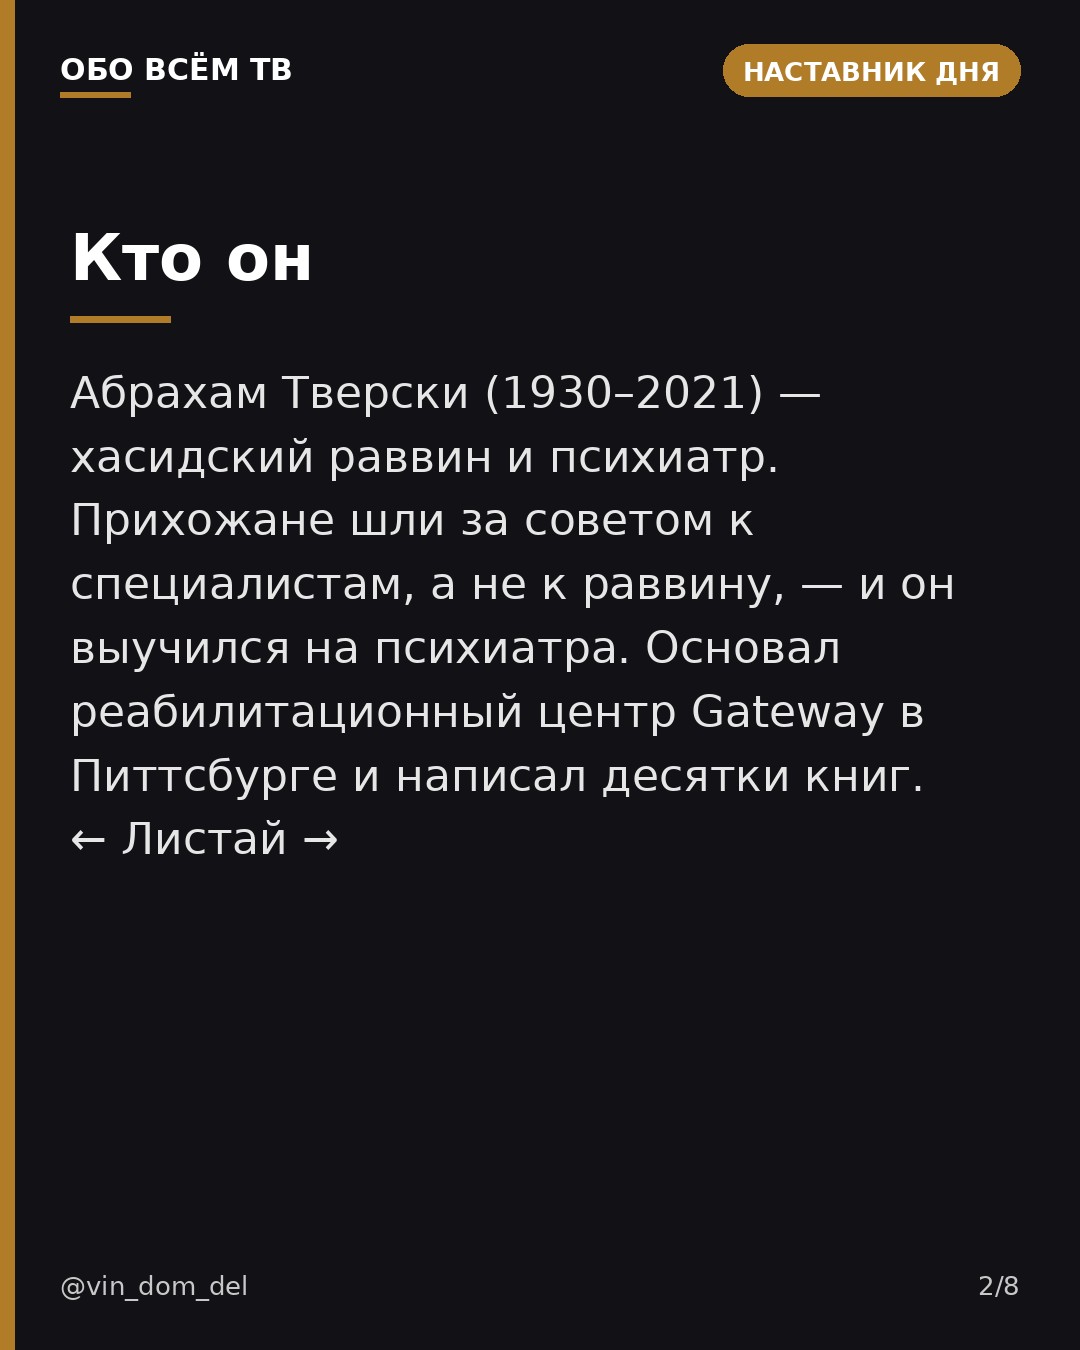 ОБО ВСЁМ ТВ
НАСТАВНИК ДНЯ
Кто он
Абрахам Тверски (1930–2021) —
хасидский раввин и психиатр.
Прихожане шли за советом к
специалистам, а не к раввину, — и он
выучился на психиатра. Основал
реабилитационный центр Gateway в
Питтсбурге и написал десятки книг.
← Листай →
@vin_dom_del
2/8